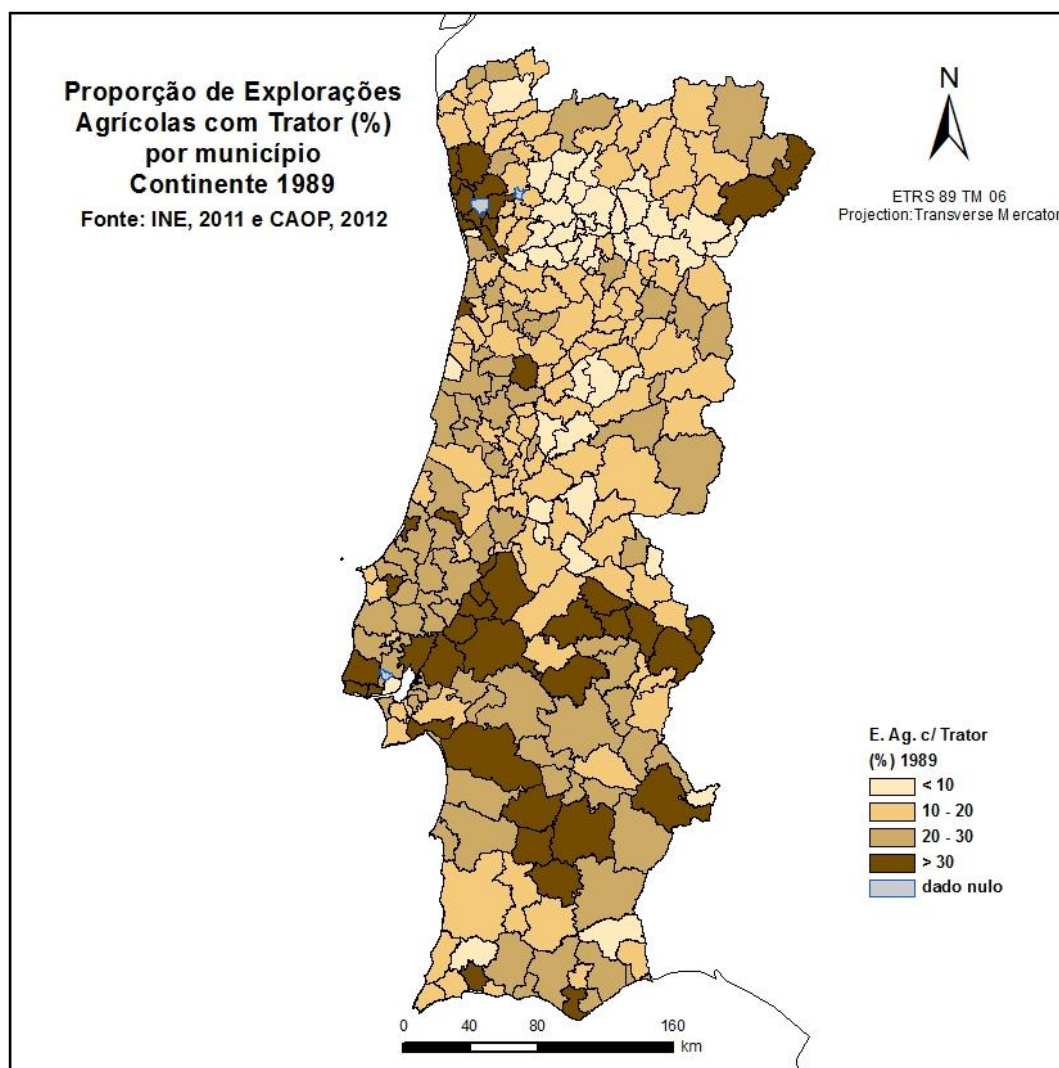 Proporção de Explorações
Agrícolas com Trator (%)
por município
Continente 1989
Fonte: INE, 2011 e CAOP, 2012
N
ETRS 89 TM 06
Projection:Transverse Mercator
E. Ag. c/ Trator
(%) 1989
< 10
10 - 20
20 - 30
> 30
dado nulo
0 40 80 160
km